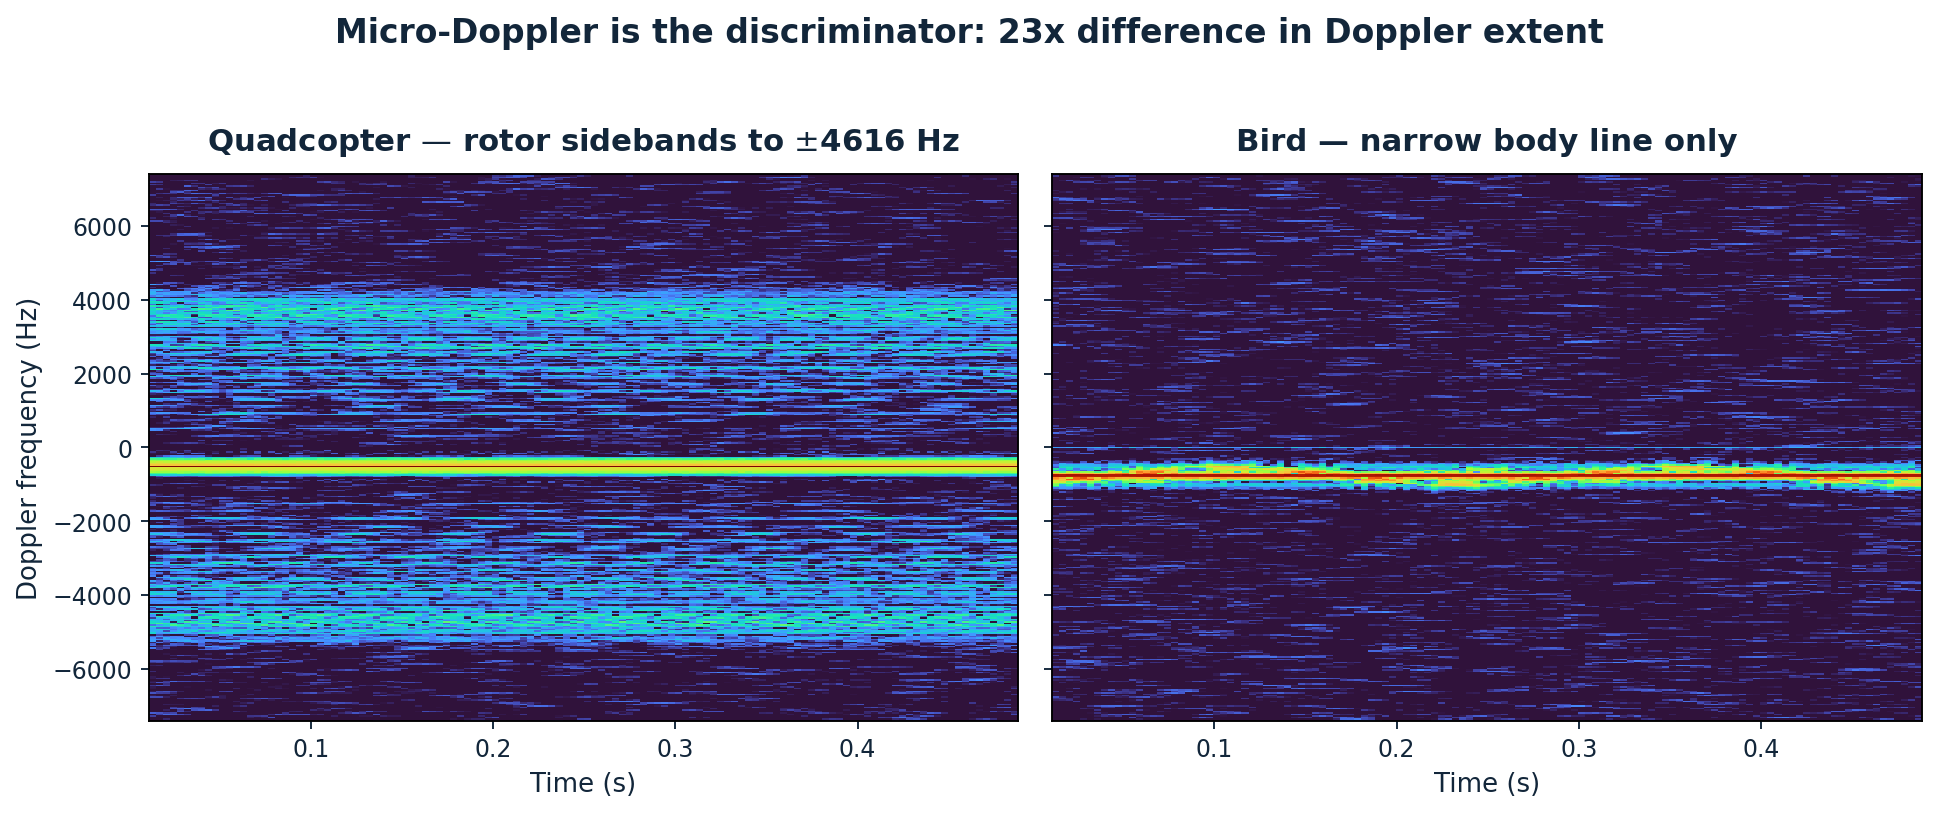 Micro-Doppler is the discriminator: 23x difference in Doppler extent
Quadcopter — rotor sidebands to ±4616 Hz
Bird — narrow body line only
Doppler frequency (Hz)
6000
4000
2000
0
−2000
−4000
−6000
0.1 0.2 0.3 0.4
0.1 0.2 0.3 0.4
Time (s)
Time (s)